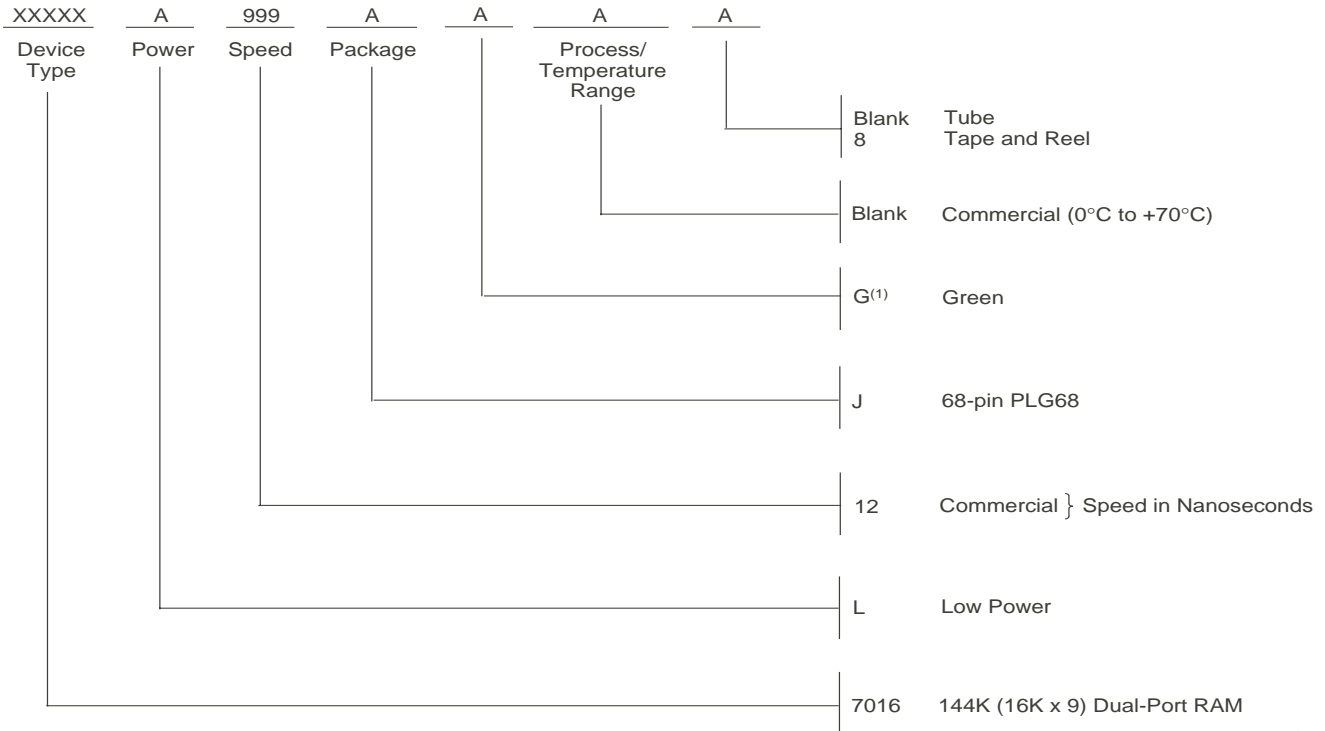 XXXXX A 999 A A A A
Device Power Speed Package Process/
Type Temperature
Range
Blank Tube
8 Tape and Reel
Blank Commercial (0°C to +70°C)
G(1) Green
J 68-pin PLG68
12 Commercial } Speed in Nanoseconds
L Low Power
7016 144K (16K x 9) Dual-Port RAM